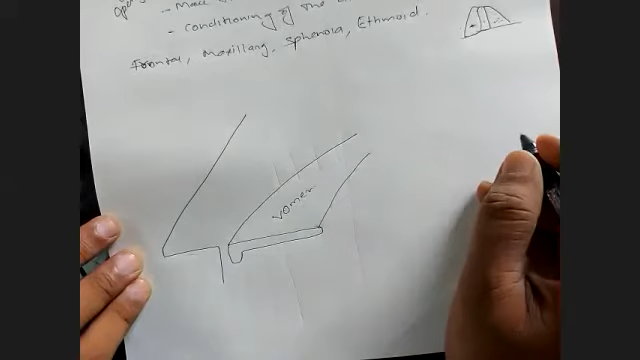 - Conditioning of the
Frontal, Maxillary, Sphenoid, Ethmoid.
vomer